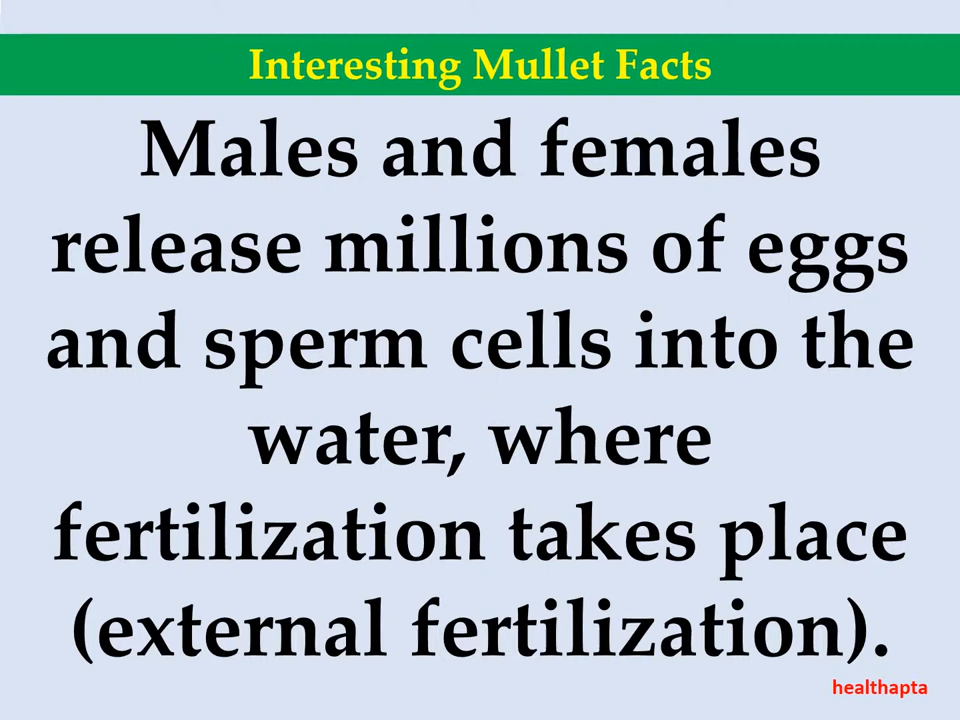 Interesting Mullet Facts
Males and females
release millions of eggs
and sperm cells into the
water, where
fertilization takes place
(external fertilization).
healthapta